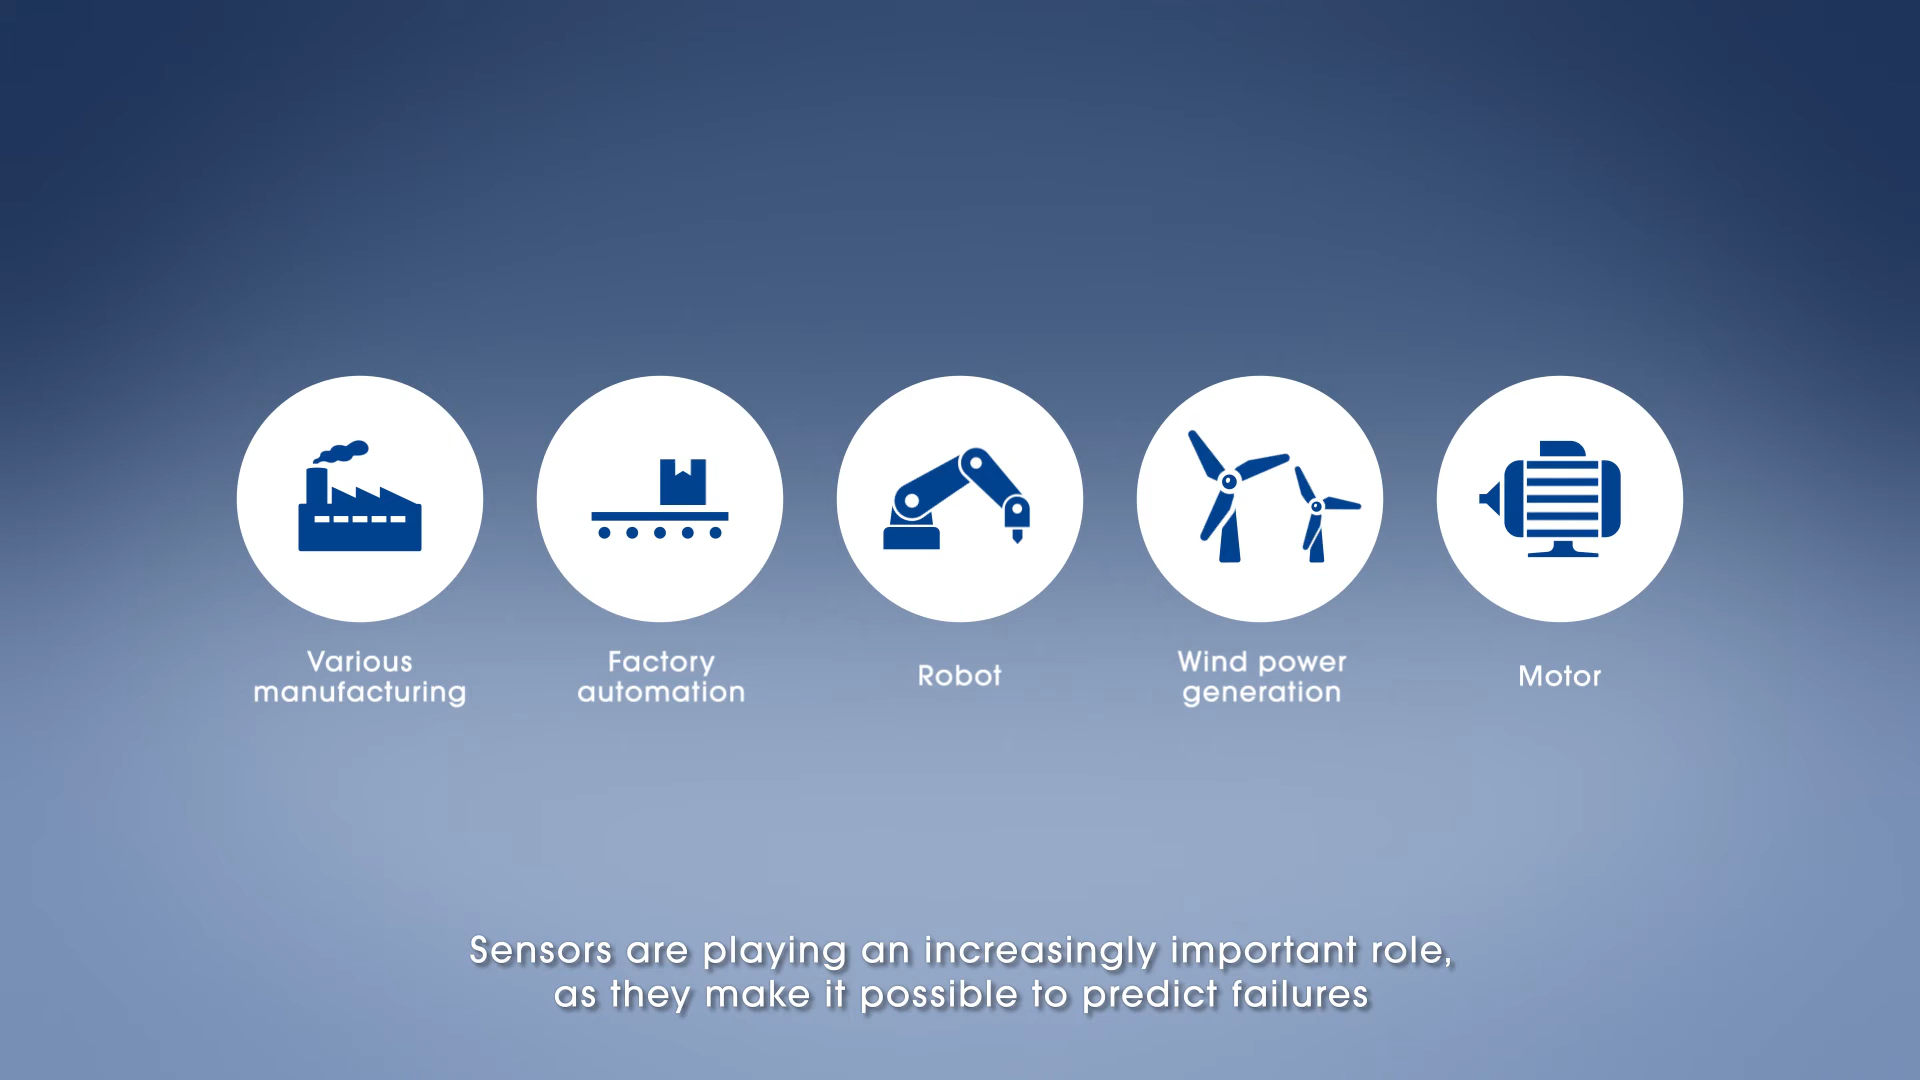 Various
manufacturing
Factory
automation
Robot
Wind power
generation
Motor
Sensors are playing an increasingly important role,
as they make it possible to predict failures